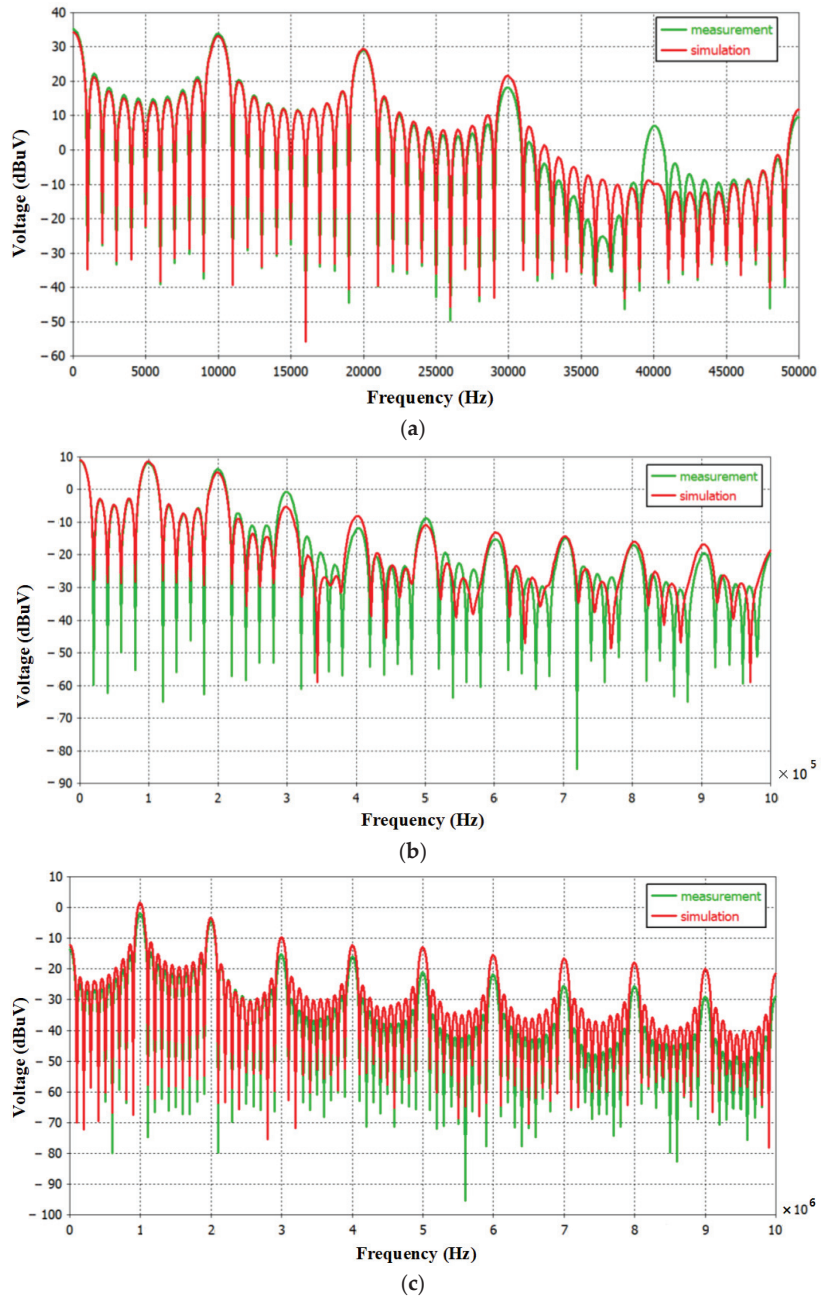 40
30
20
10
0
−10
−20
−30
−40
−50
−60
Voltage (dBuV)
measurement
simulation
0 5000 10000 15000 20000 25000 30000 35000 40000 45000 50000
Frequency (Hz)
(a)
10
0
−10
−20
−30
−40
−50
−60
−70
−80
−90
Voltage (dBuV)
measurement
simulation
0 1 2 3 4 5 6 7 8 9 10
× 10⁵
Frequency (Hz)
(b)
10
0
−10
−20
−30
−40
−50
−60
−70
−80
−90
−100
Voltage (dBuV)
measurement
simulation
0 1 2 3 4 5 6 7 8 9 10
× 10⁶
Frequency (Hz)
(c)